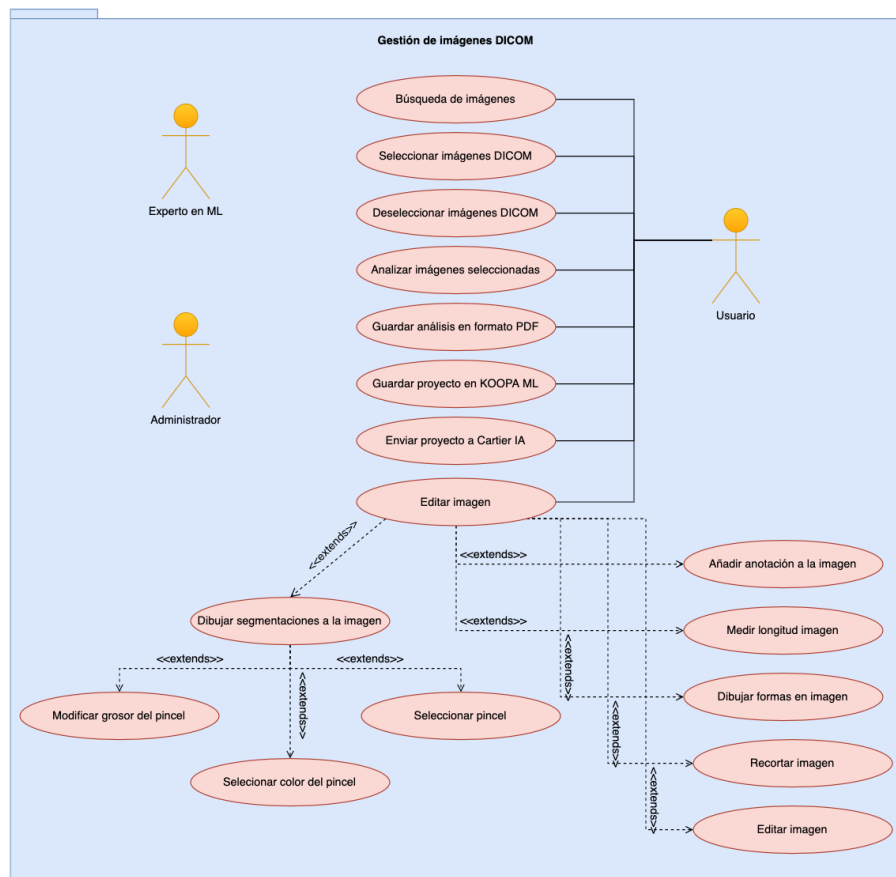 Gestión de imágenes DICOM
Búsqueda de imágenes
Seleccionar imágenes DICOM
Experto en ML
Deseleccionar imágenes DICOM
Analizar imágenes seleccionadas
Usuario
Guardar análisis en formato PDF
Guardar proyecto en KOOPA ML
Administrador
Enviar proyecto a Cartier IA
Editar imagen
<<extends>>
<<extends>>
Añadir anotación a la imagen
Dibujar segmentaciones a la imagen
<<extends>>
Medir longitud imagen
<<extends>>
<<extends>>
<<extends>>
<<extends>>
Dibujar formas en imagen
Modificar grosor del pincel
Seleccionar pincel
<<extends>>
Recortar imagen
Selecionar color del pincel
<<extends>>
Editar imagen